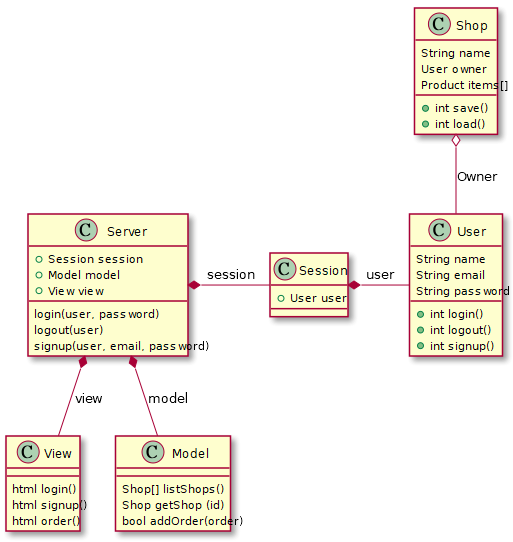 C Shop
String name
User owner
Product items[]
int save()
int load()
Owner
C Server
Session session
Model model
View view
login(user, password)
logout(user)
signup(user, email, password)
session
C Session
User user
user
C User
String name
String email
String password
int login()
int logout()
int signup()
view
model
C View
html login()
html signup()
html order()
C Model
Shop[] listShops()
Shop getShop (id)
bool addOrder(order)